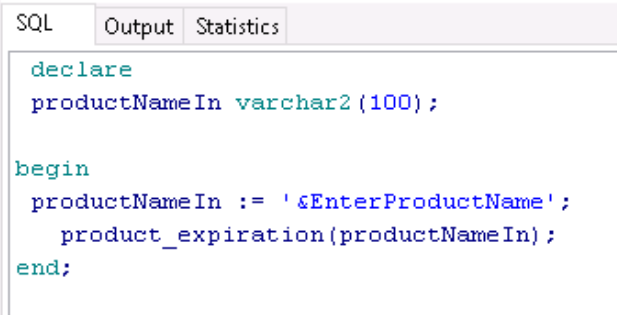 SQL Output Statistics
declare
productNameIn varchar2(100);
begin
productNameIn := '&EnterProductName';
product_expiration(productNameIn);
end;